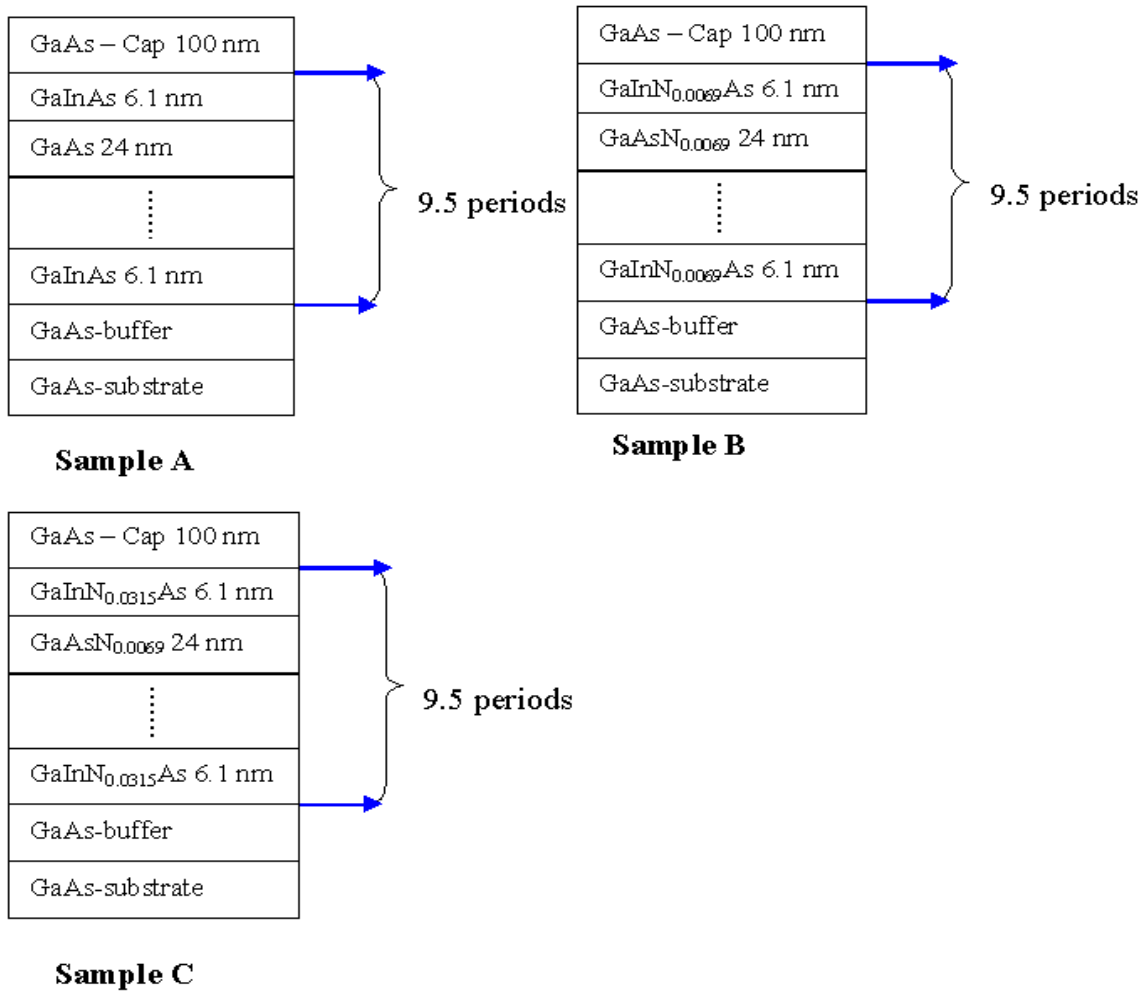 GaAs – Cap 100 nm
GaInAs 6.1 nm
GaAs 24 nm
9.5 periods
GaInAs 6.1 nm
GaAs-buffer
GaAs-substrate
Sample A
GaAs – Cap 100 nm
GaInN0.0069As 6.1 nm
GaAsN0.0069 24 nm
9.5 periods
GaInN0.0069As 6.1 nm
GaAs-buffer
GaAs-substrate
Sample B
GaAs – Cap 100 nm
GaInN0.0315As 6.1 nm
GaAsN0.0069 24 nm
9.5 periods
GaInN0.0315As 6.1 nm
GaAs-buffer
GaAs-substrate
Sample C